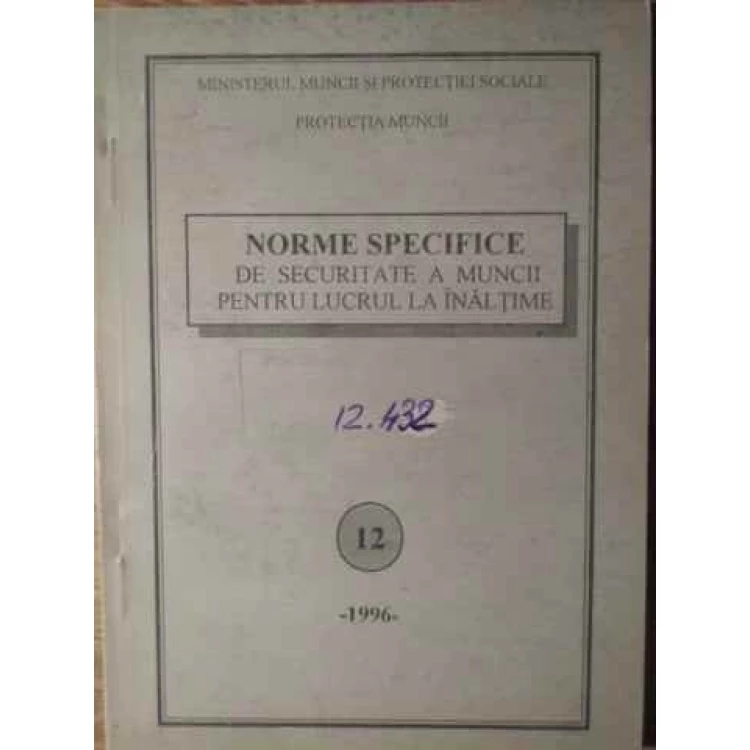 MINISTERUL MUNCII ȘI PROTECȚIEI SOCIALE
PROTECȚIA MUNCII
NORME SPECIFICE
DE SECURITATE A MUNCII
PENTRU LUCRUL LA ÎNĂLȚIME
12.432
12
-1996-